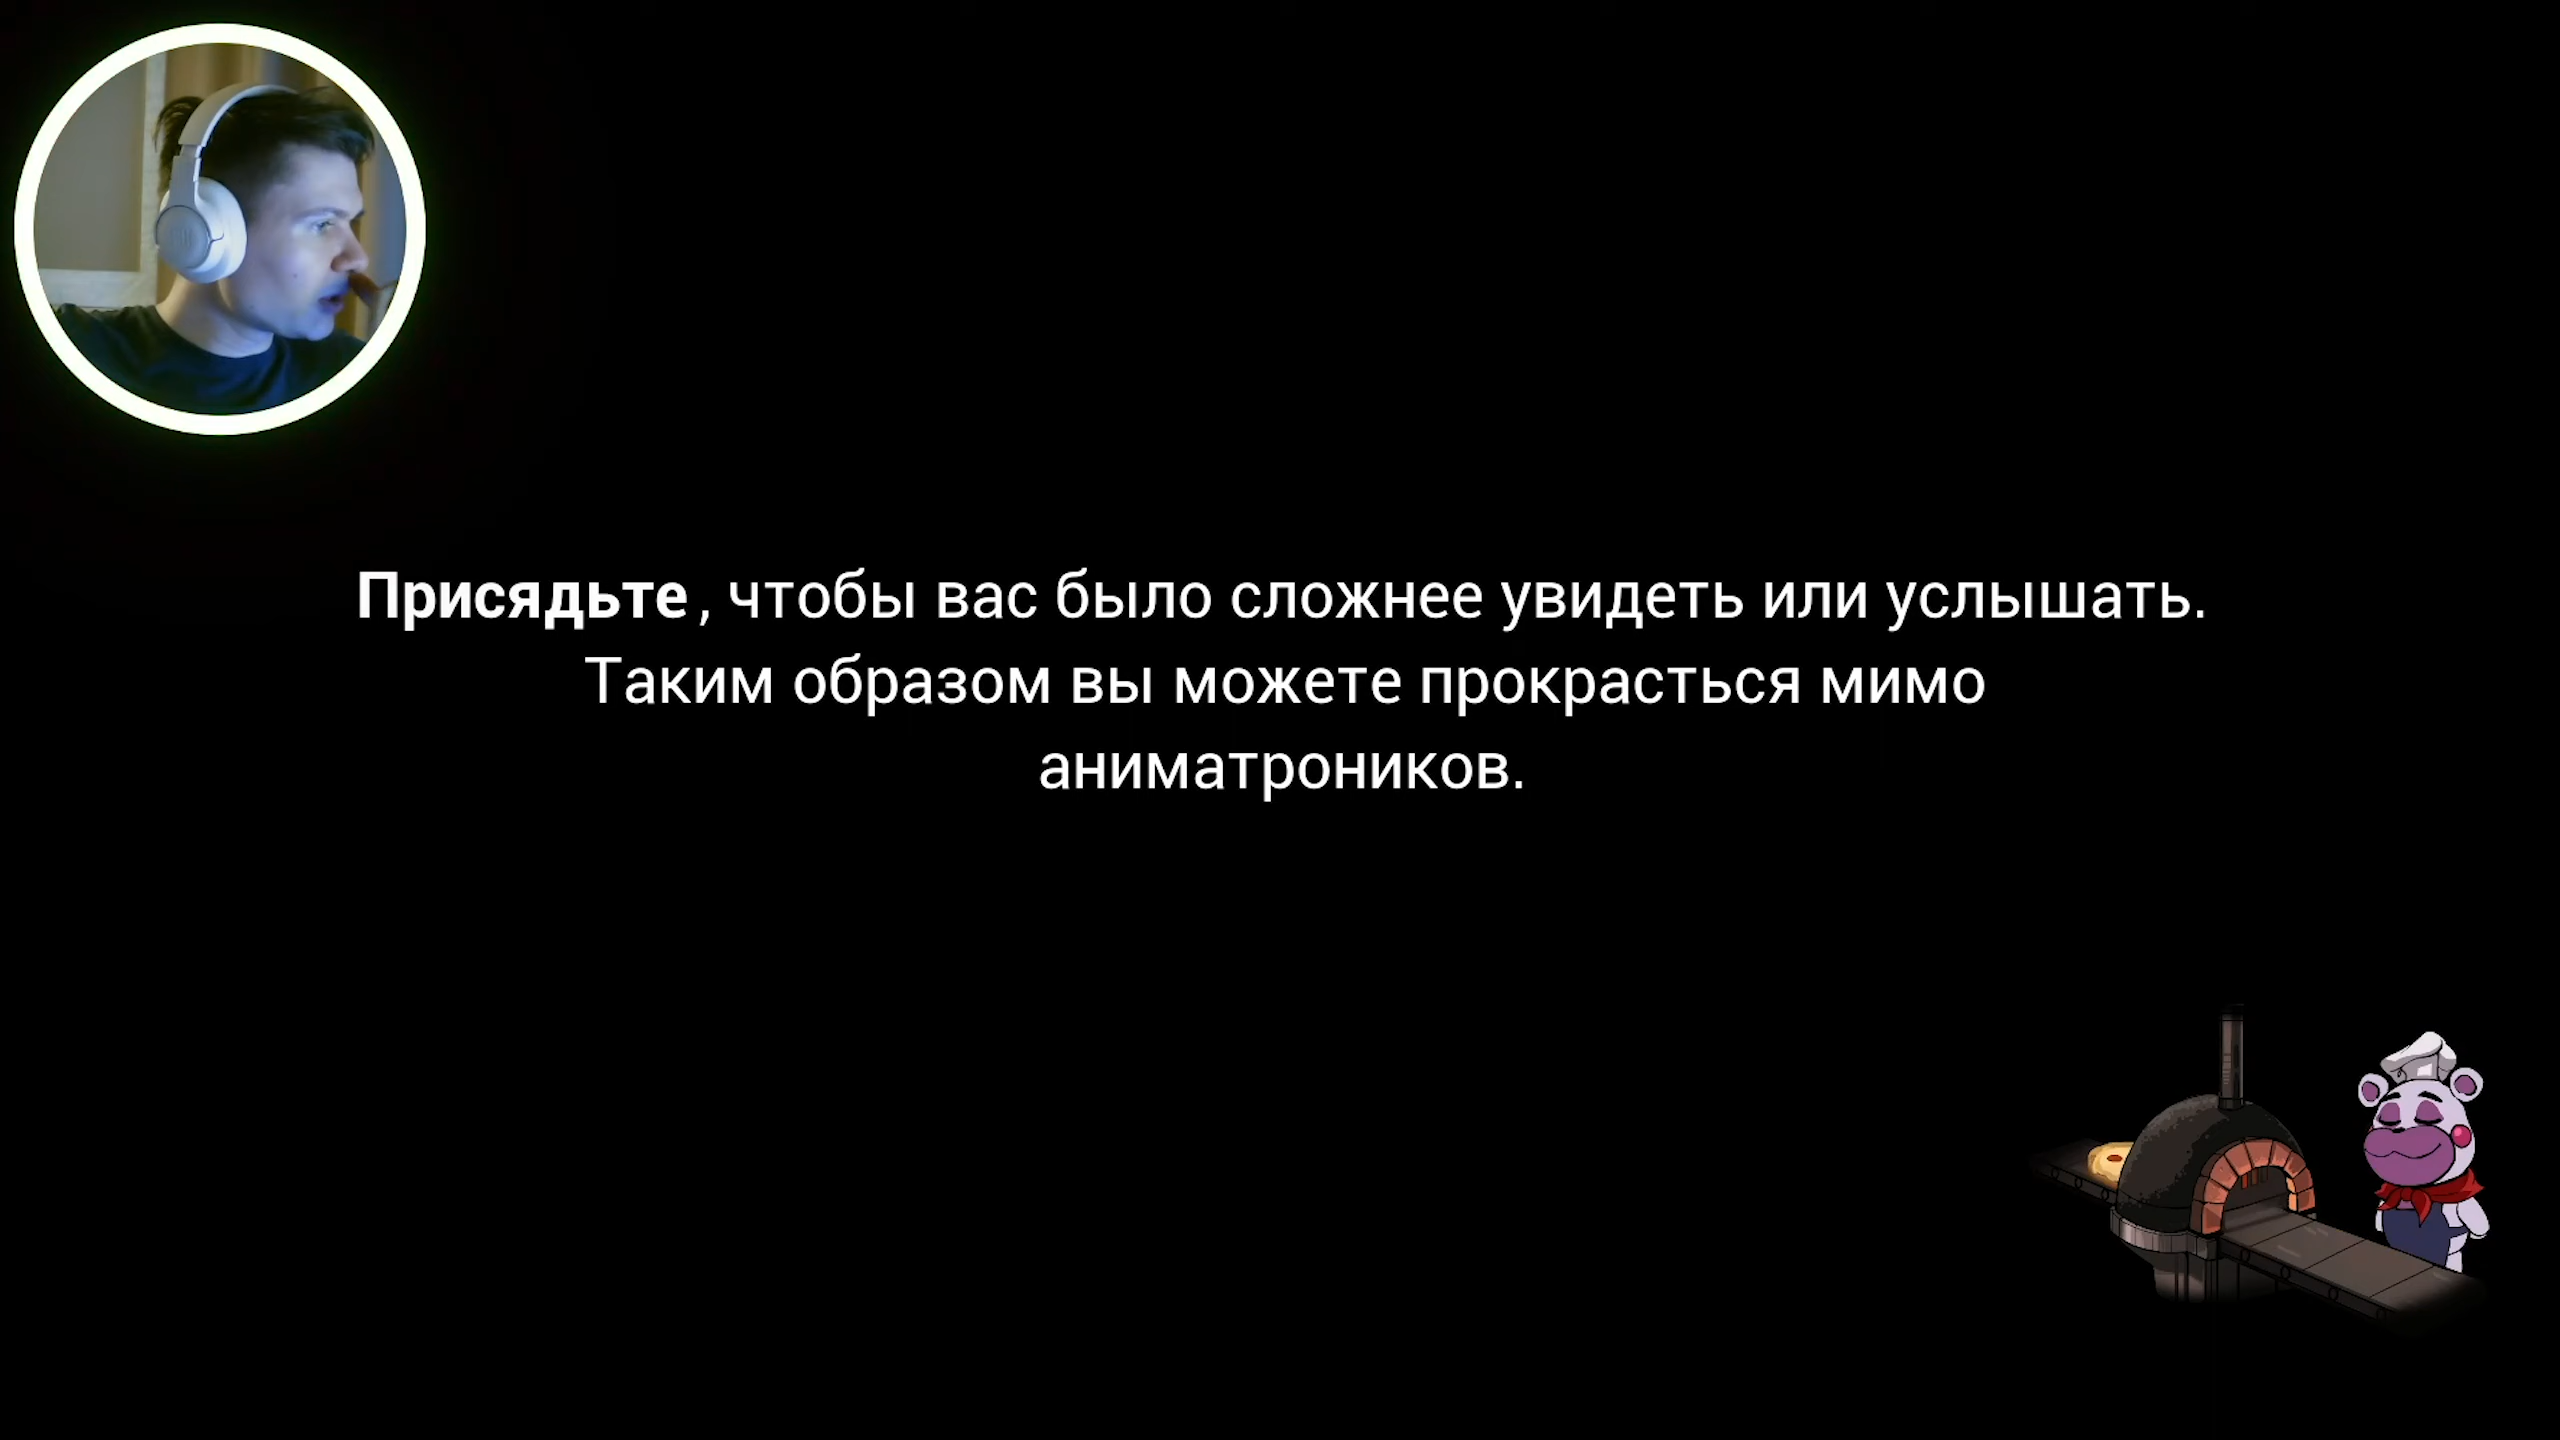 Присядьте, чтобы вас было сложнее увидеть или услышать.
Таким образом вы можете прокрасться мимо
аниматроников.